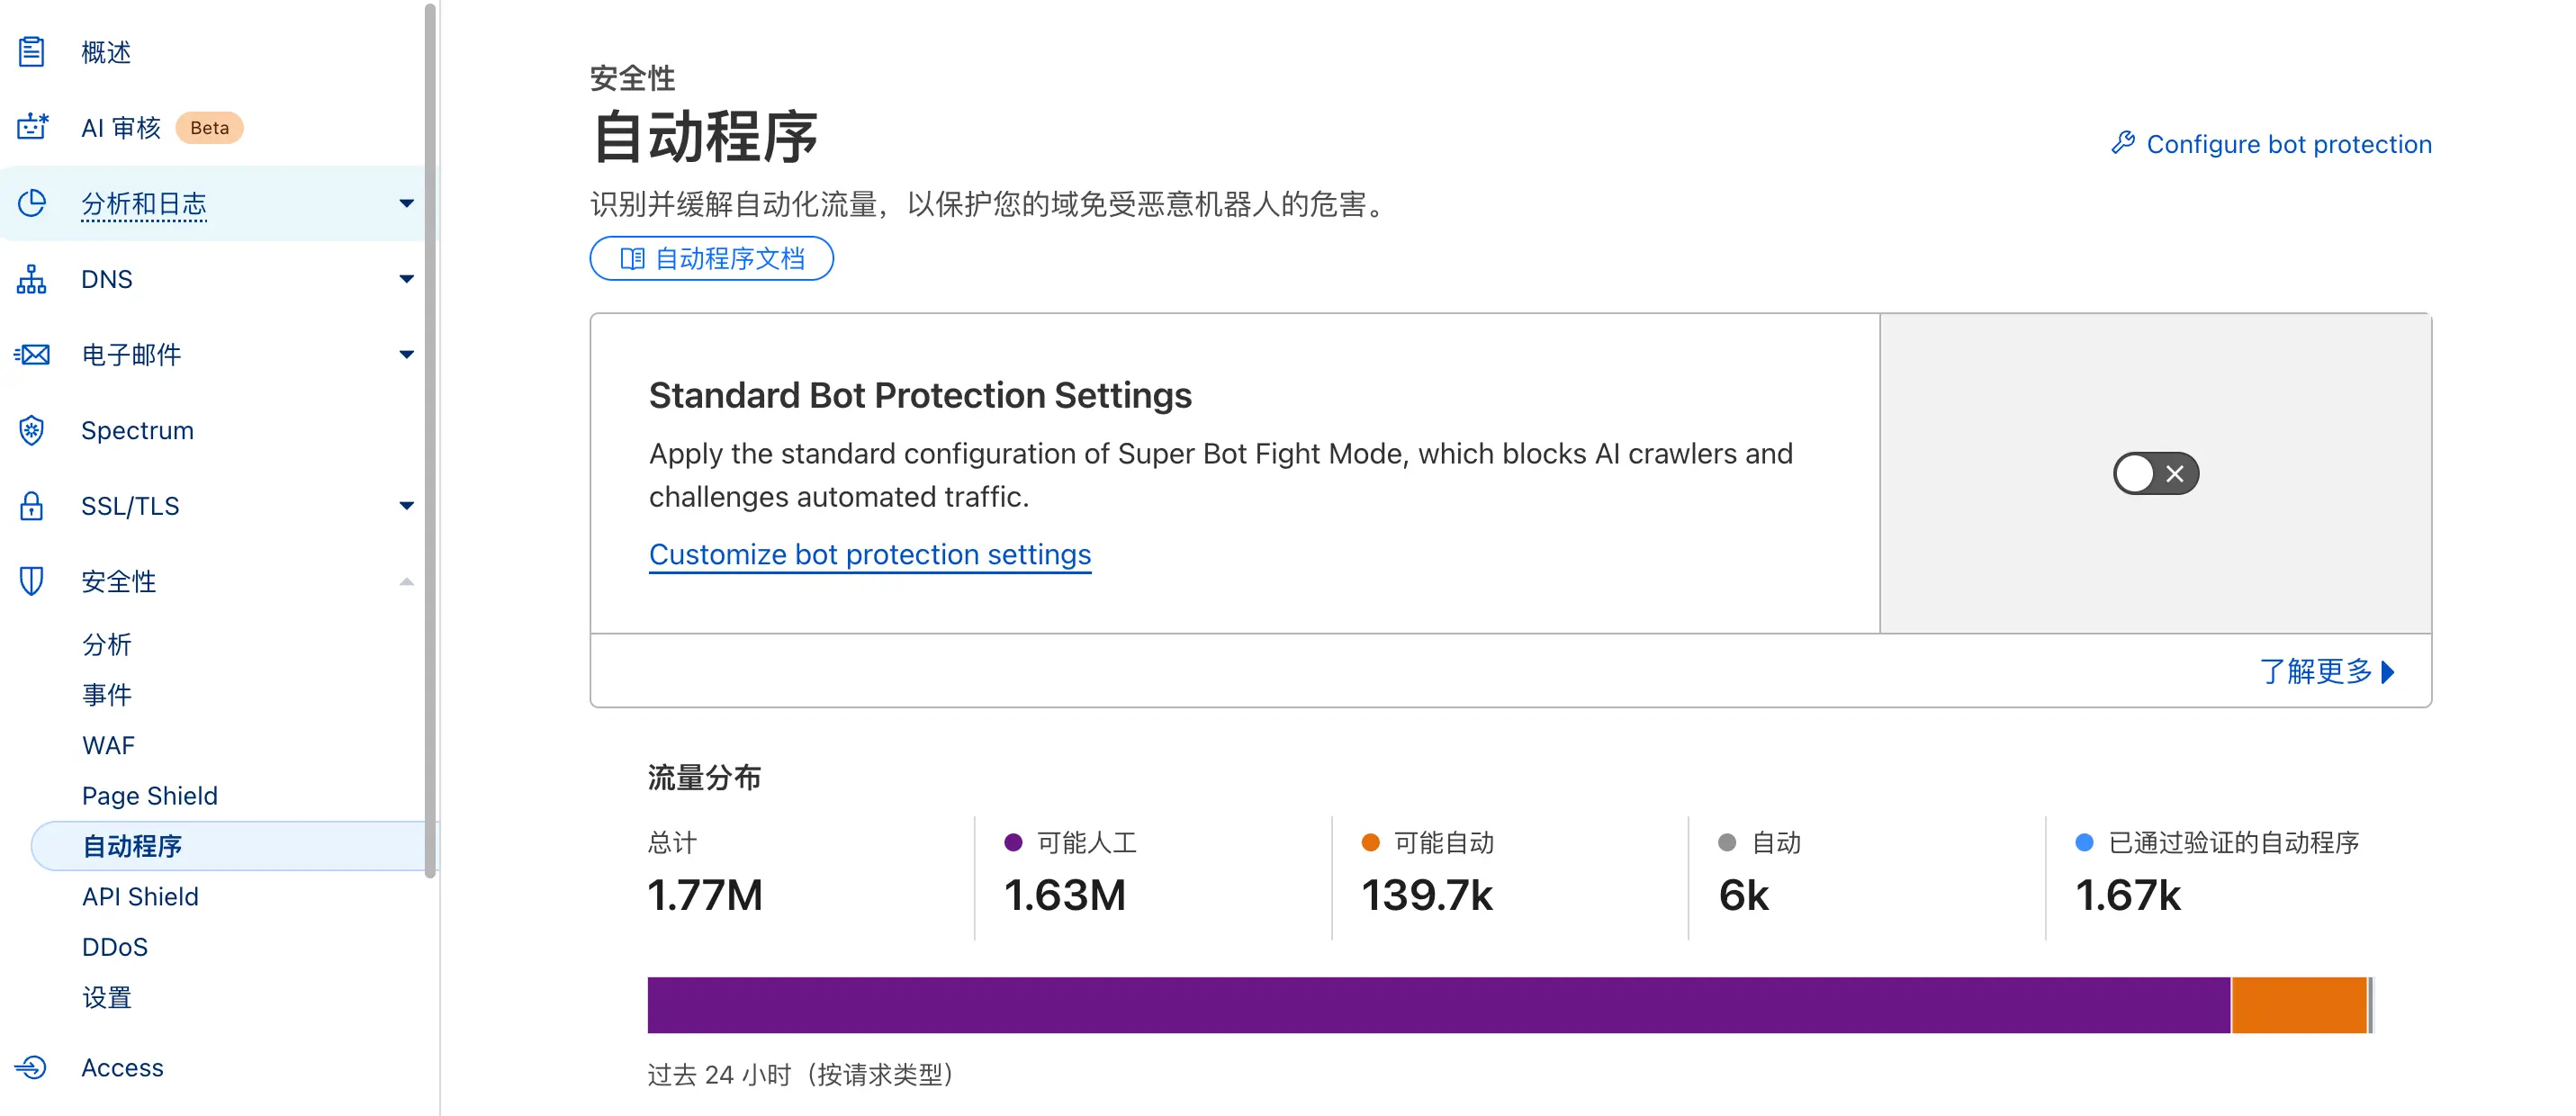 概述
AI 审核 Beta
分析和日志
DNS
电子邮件
Spectrum
SSL/TLS
安全性
分析
事件
WAF
Page Shield
自动程序
API Shield
DDoS
设置
Access
安全性
自动程序
Configure bot protection
识别并缓解自动化流量，以保护您的域免受恶意机器人的危害。
自动程序文档
Standard Bot Protection Settings
Apply the standard configuration of Super Bot Fight Mode, which blocks AI crawlers and
challenges automated traffic.
Customize bot protection settings
了解更多
流量分布
总计
1.77M
可能人工
1.63M
可能自动
139.7k
自动
6k
已通过验证的自动程序
1.67k
过去 24 小时（按请求类型）